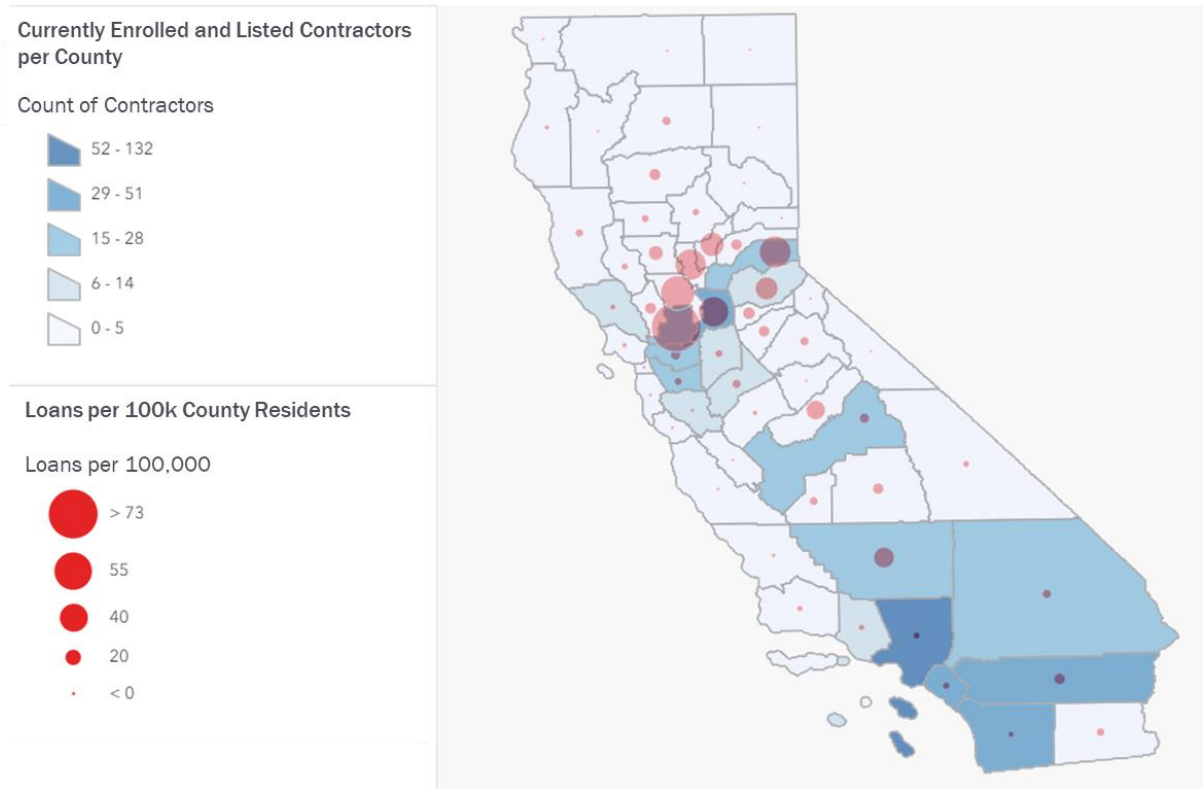 Currently Enrolled and Listed Contractors
per County
Count of Contractors
52 - 132
29 - 51
15 - 28
6 - 14
0 - 5
Loans per 100k County Residents
Loans per 100,000
> 73
55
40
20
< 0